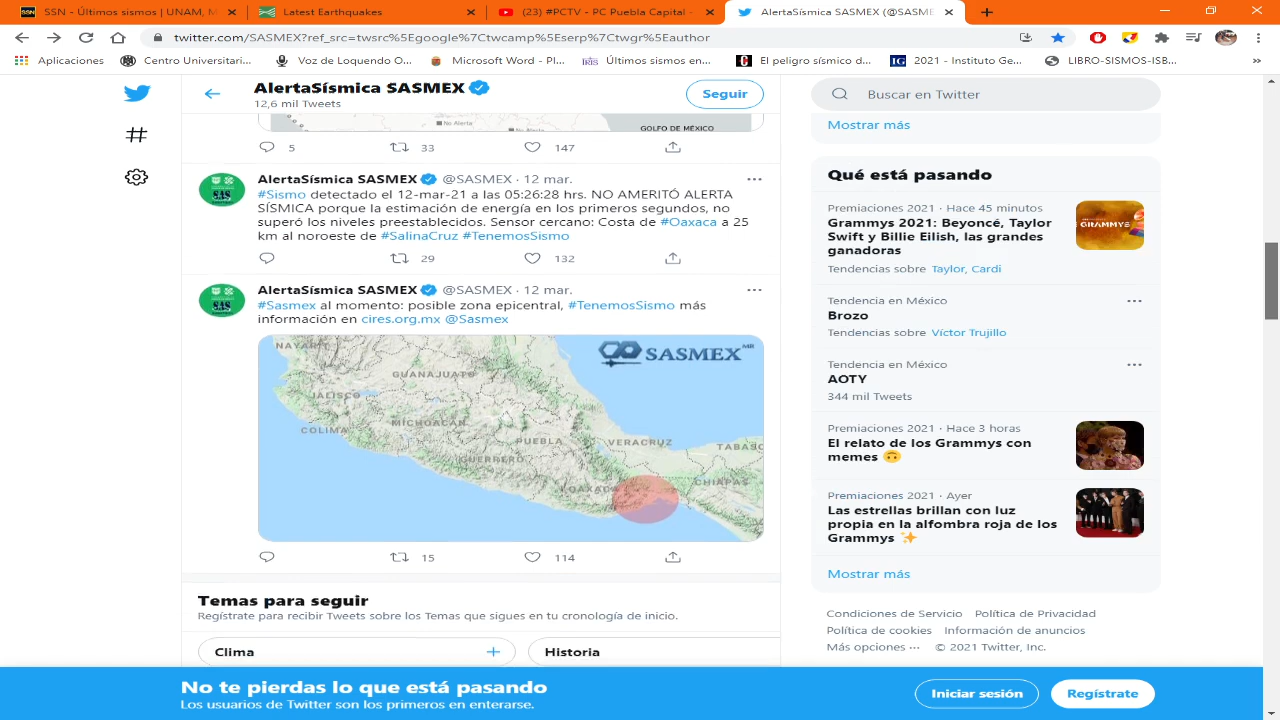 SSN - Últimos sismos | UNAM, M
Latest Earthquakes
(23) #PCTV - PC Puebla Capital -
AlertaSísmica SASMEX (@SASME
twitter.com/SASMEX?ref_src=twsrc%5Egoogle%7Ctwcamp%5Eserp%7Ctwgr%5Eauthor
Aplicaciones
Centro Universitari...
Voz de Loquendo O...
Microsoft Word - Pl...
Últimos sismos en...
El peligro sísmico d...
2021 - Instituto Ge...
LIBRO-SISMOS-ISB...
AlertaSísmica SASMEX
12,6 mil Tweets
Seguir
No Alerta
GOLFO DE MÉXICO
5 33 147
AlertaSísmica SASMEX @SASMEX · 12 mar.
#Sismo detectado el 12-mar-21 a las 05:26:28 hrs. NO AMERITÓ ALERTA
SÍSMICA porque la estimación de energía en los primeros segundos, no
superó los niveles preestablecidos. Sensor cercano: Costa de #Oaxaca a 25
km al noroeste de #SalinaCruz #TenemosSismo
29 132
AlertaSísmica SASMEX @SASMEX · 12 mar.
#Sasmex al momento: posible zona epicentral, #TenemosSismo más
información en cires.org.mx @Sasmex
SASMEX MR
NAYARIT
GUANAJUATO
JALISCO
MICHOACÁN
COLIMA
PUEBLA
VERACRUZ
TABASCO
GUERRERO
OAXACA
CHIAPAS
15 114
Temas para seguir
Regístrate para recibir Tweets sobre los Temas que sigues en tu cronología de inicio.
Clima
Historia
Buscar en Twitter
Mostrar más
Qué está pasando
Premiaciones 2021 · Hace 45 minutos
Grammys 2021: Beyoncé, Taylor
Swift y Billie Eilish, las grandes
ganadoras
GRAMMYS
Tendencias sobre Taylor, Cardi
Tendencia en México
Brozo
Tendencias sobre Víctor Trujillo
Tendencia en México
AOTY
344 mil Tweets
Premiaciones 2021 · Hace 3 horas
El relato de los Grammys con
memes 🙃
Premiaciones 2021 · Ayer
Las estrellas brillan con luz
propia en la alfombra roja de los
Grammys ✨
Mostrar más
Condiciones de Servicio Política de Privacidad
Política de cookies Información de anuncios
Más opciones ··· © 2021 Twitter, Inc.
No te pierdas lo que está pasando
Los usuarios de Twitter son los primeros en enterarse.
Iniciar sesión
Regístrate